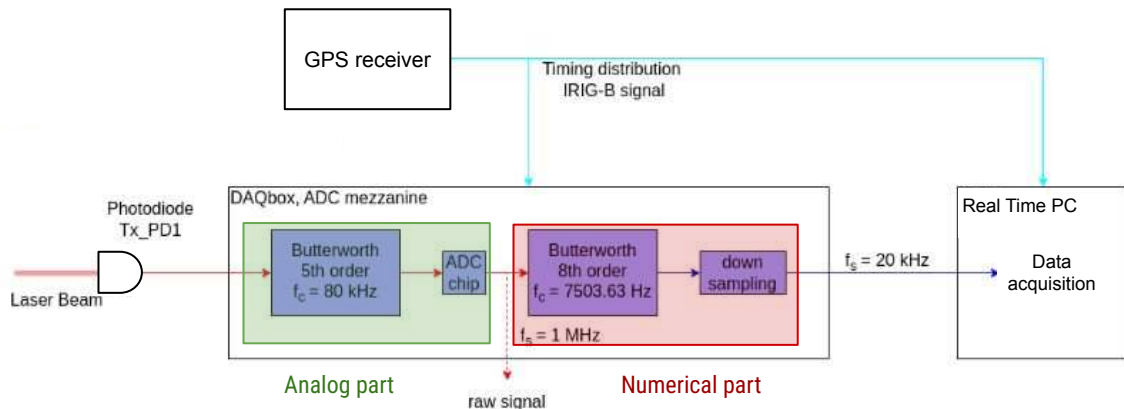 GPS receiver
Timing distribution
IRIG-B signal
Photodiode
Tx_PD1
Laser Beam
DAQbox, ADC mezzanine
Butterworth
5th order
f_c = 80 kHz
ADC
chip
Butterworth
8th order
f_c = 7503.63 Hz
down
sampling
f_s = 1 MHz
f_s = 20 kHz
Real Time PC
Data
acquisition
Analog part
Numerical part
raw signal